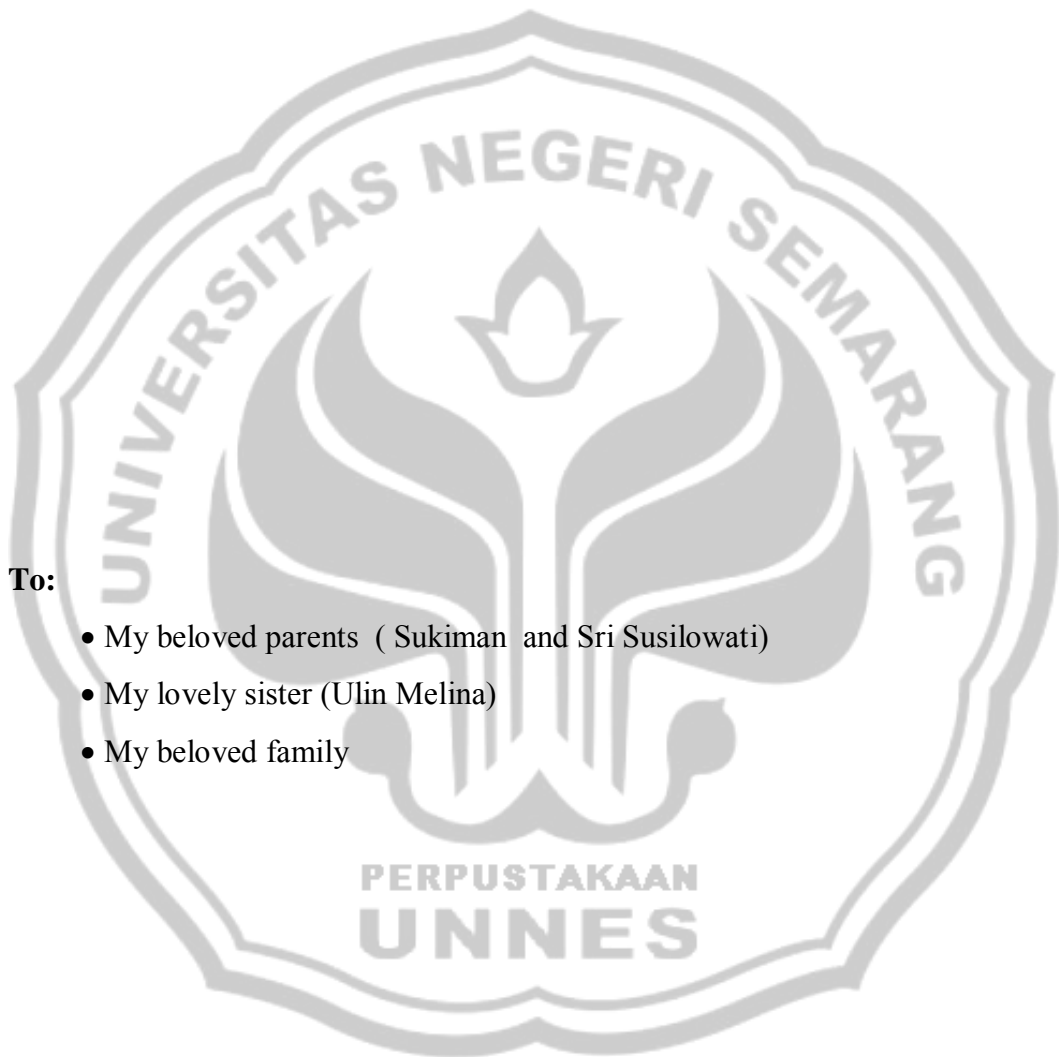 UNIVERSITAS NEGERI SEMARANG
To:
• My beloved parents ( Sukiman and Sri Susilowati)
• My lovely sister (Ulin Melina)
• My beloved family
PERPUSTAKAAN
UNNES